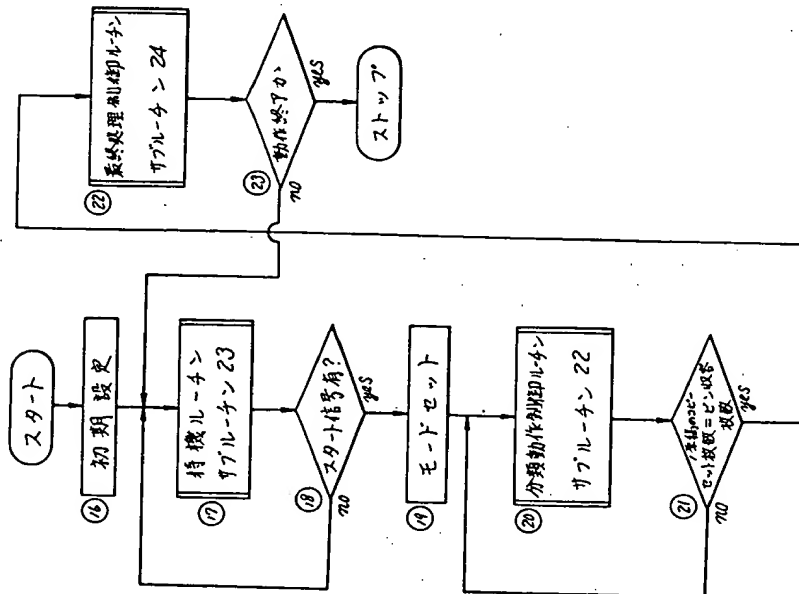 スタート
⑯
初期設定
⑰
待機ルーチン
サブルーチン 23
⑱
スタート信号有?
no
yes
⑲
モードセット
⑳
分類動作制御ルーチン
サブルーチン 22
㉑
1原稿のコピー
セット枚数=ビン収容
枚数
no
yes
㉒
最終処理制御ルーチン
サブルーチン 24
㉓
動作終了か
no
yes
ストップ